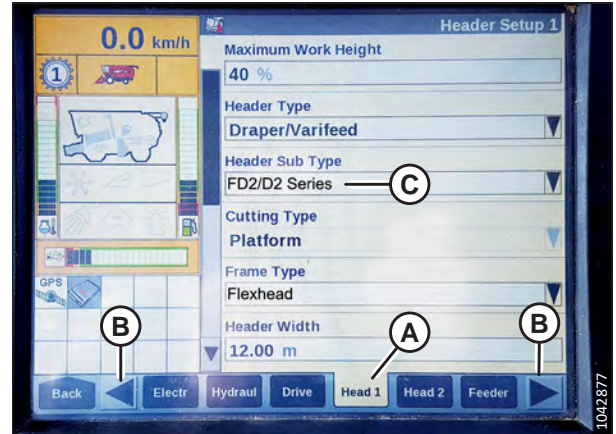 0.0 km/h
Header Setup 1
1
Maximum Work Height
40 %
Header Type
Draper/Varifeed
Header Sub Type
FD2/D2 Series
C
Cutting Type
Platform
Frame Type
Flexhead
GPS
Header Width
12.00 m
B
A
B
Back
Electr
Hydraul
Drive
Head 1
Head 2
Feeder
1042877